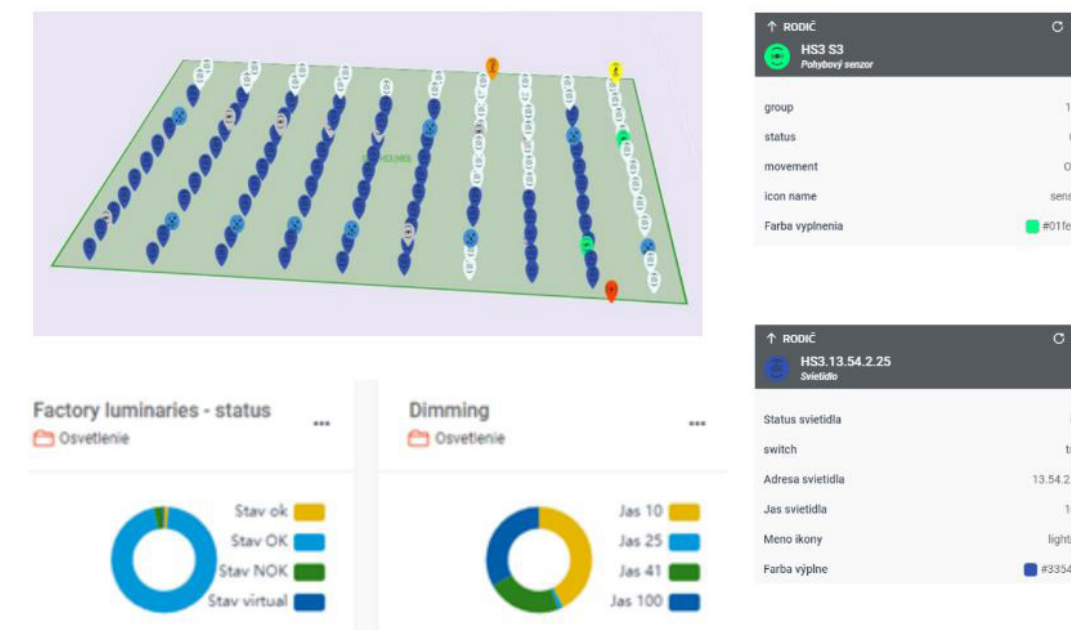 ↑ RODIČ
HS3 S3
Pohybový senzor
group
status
movement
icon name
Farba vyplnenia
#01fe
↑ RODIČ
HS3.13.54.2.25
Svietidlo
Status svietidla
switch
Adresa svietidla 13.54.2.
Jas svietidla
Meno ikony light
Farba výplne #3354
Factory luminaries - status
Osvetlenie
Stav ok
Stav OK
Stav NOK
Stav virtual
Dimming
Osvetlenie
Jas 10
Jas 25
Jas 41
Jas 100